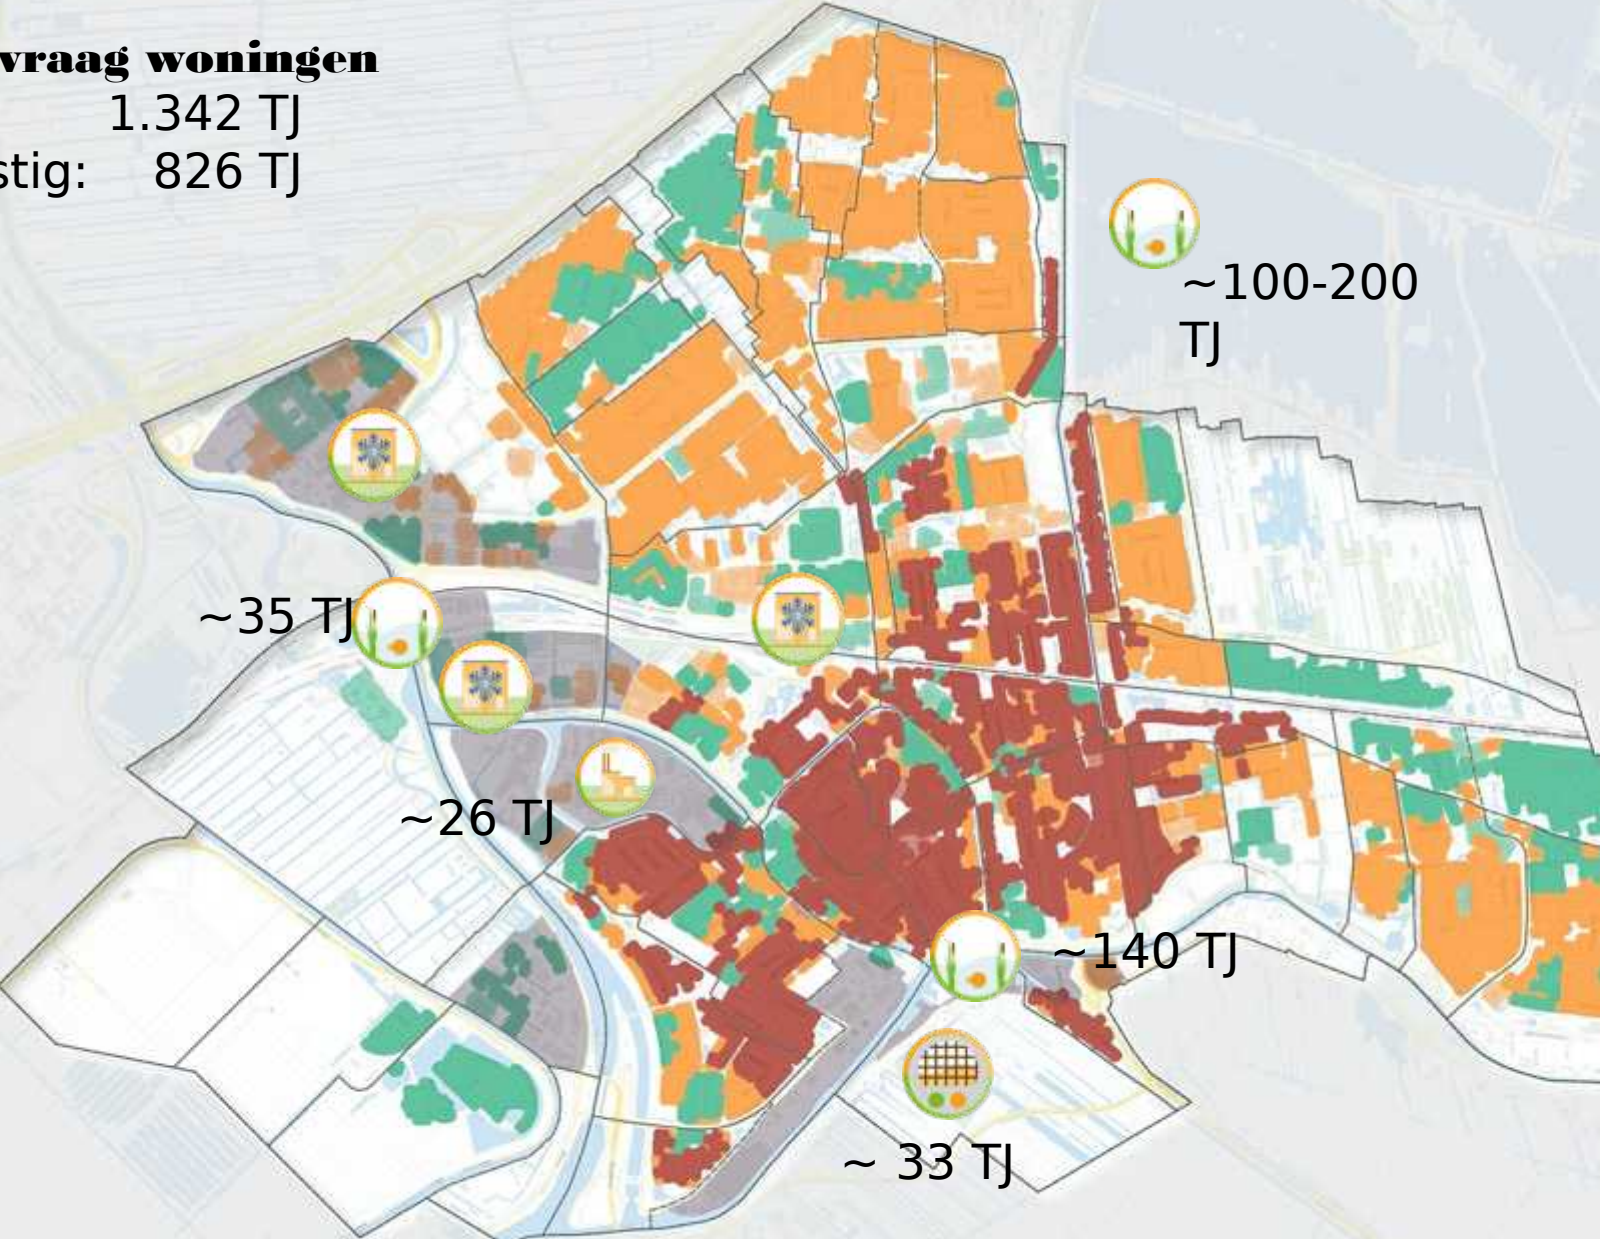 vraag woningen
1.342 TJ
stig: 826 TJ
~100-200
TJ
~35 TJ
~26 TJ
~140 TJ
~ 33 TJ